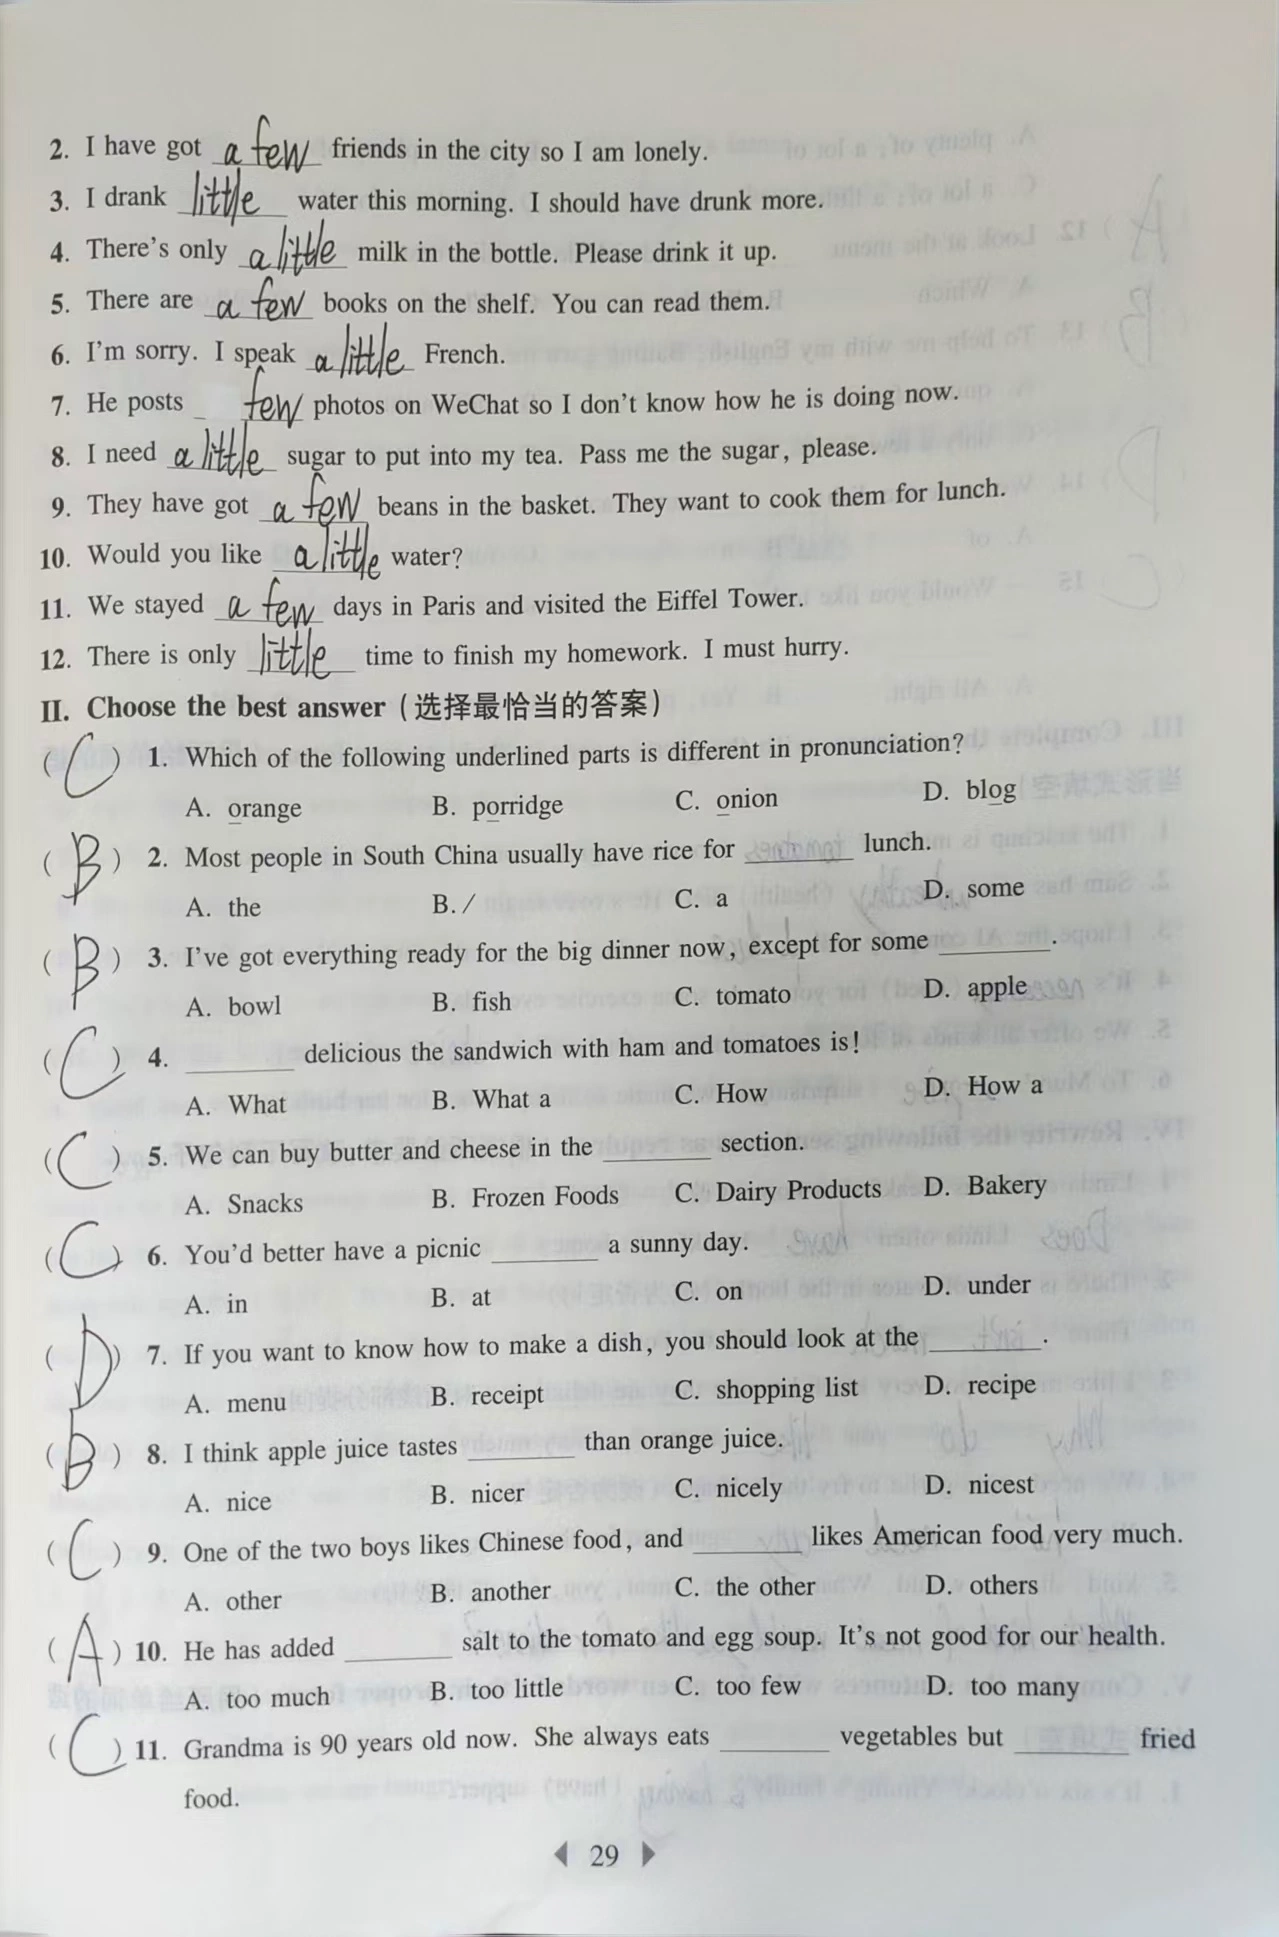 2. I have got a few friends in the city so I am lonely.
3. I drank little water this morning. I should have drunk more.
4. There's only a little milk in the bottle. Please drink it up.
5. There are a few books on the shelf. You can read them.
6. I'm sorry. I speak a little French.
7. He posts few photos on WeChat so I don't know how he is doing now.
8. I need a little sugar to put into my tea. Pass me the sugar, please.
9. They have got a few beans in the basket. They want to cook them for lunch.
10. Would you like a little water?
11. We stayed a few days in Paris and visited the Eiffel Tower.
12. There is only little time to finish my homework. I must hurry.
II. Choose the best answer (选择最恰当的答案)
(C) 1. Which of the following underlined parts is different in pronunciation?
A. orange B. porridge C. onion D. blog
(B) 2. Most people in South China usually have rice for ________ lunch.
A. the B. / C. a D. some
(B) 3. I've got everything ready for the big dinner now, except for some ________.
A. bowl B. fish C. tomato D. apple
(C) 4. ________ delicious the sandwich with ham and tomatoes is!
A. What B. What a C. How D. How a
(C) 5. We can buy butter and cheese in the ________ section.
A. Snacks B. Frozen Foods C. Dairy Products D. Bakery
(C) 6. You'd better have a picnic ________ a sunny day.
A. in B. at C. on D. under
(D) 7. If you want to know how to make a dish, you should look at the ________.
A. menu B. receipt C. shopping list D. recipe
(B) 8. I think apple juice tastes ________ than orange juice.
A. nice B. nicer C. nicely D. nicest
(C) 9. One of the two boys likes Chinese food, and ________ likes American food very much.
A. other B. another C. the other D. others
(A) 10. He has added ________ salt to the tomato and egg soup. It's not good for our health.
A. too much B. too little C. too few D. too many
(C) 11. Grandma is 90 years old now. She always eats ________ vegetables but ________ fried
food.
29